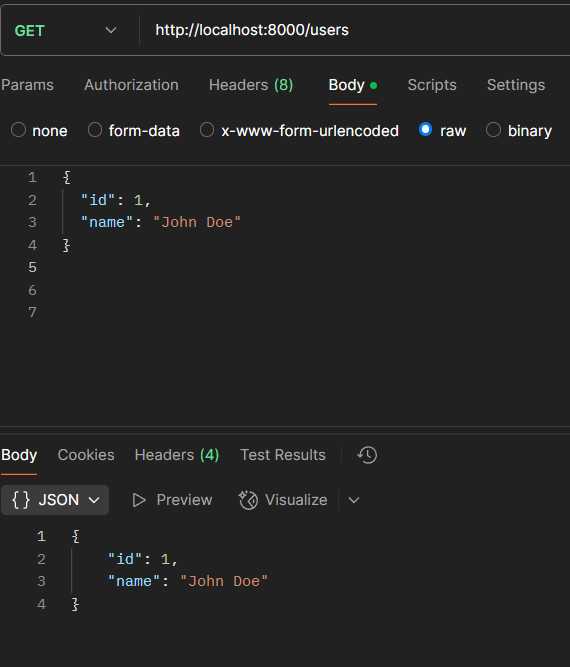 GET http://localhost:8000/users
Params Authorization Headers (8) Body Scripts Settings
none form-data x-www-form-urlencoded raw binary
1 {
2 "id": 1,
3 "name": "John Doe"
4 }
5
6
7
Body Cookies Headers (4) Test Results
{} JSON Preview Visualize
1 {
2 "id": 1,
3 "name": "John Doe"
4 }